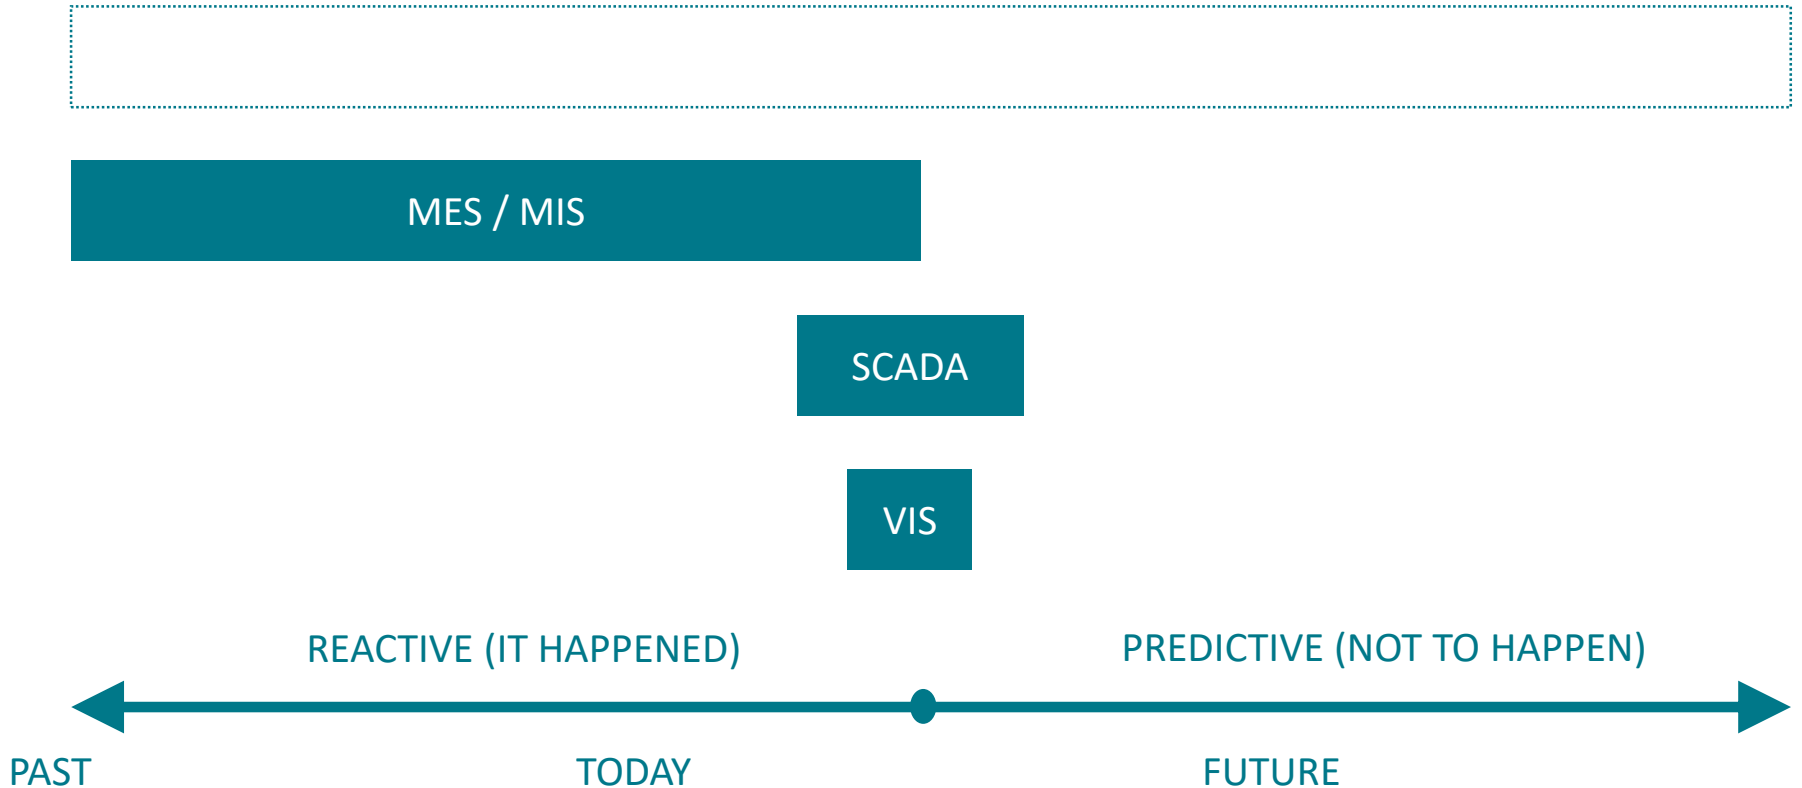 MES / MIS
SCADA
VIS
REACTIVE (IT HAPPENED)
PREDICTIVE (NOT TO HAPPEN)
PAST
TODAY
FUTURE